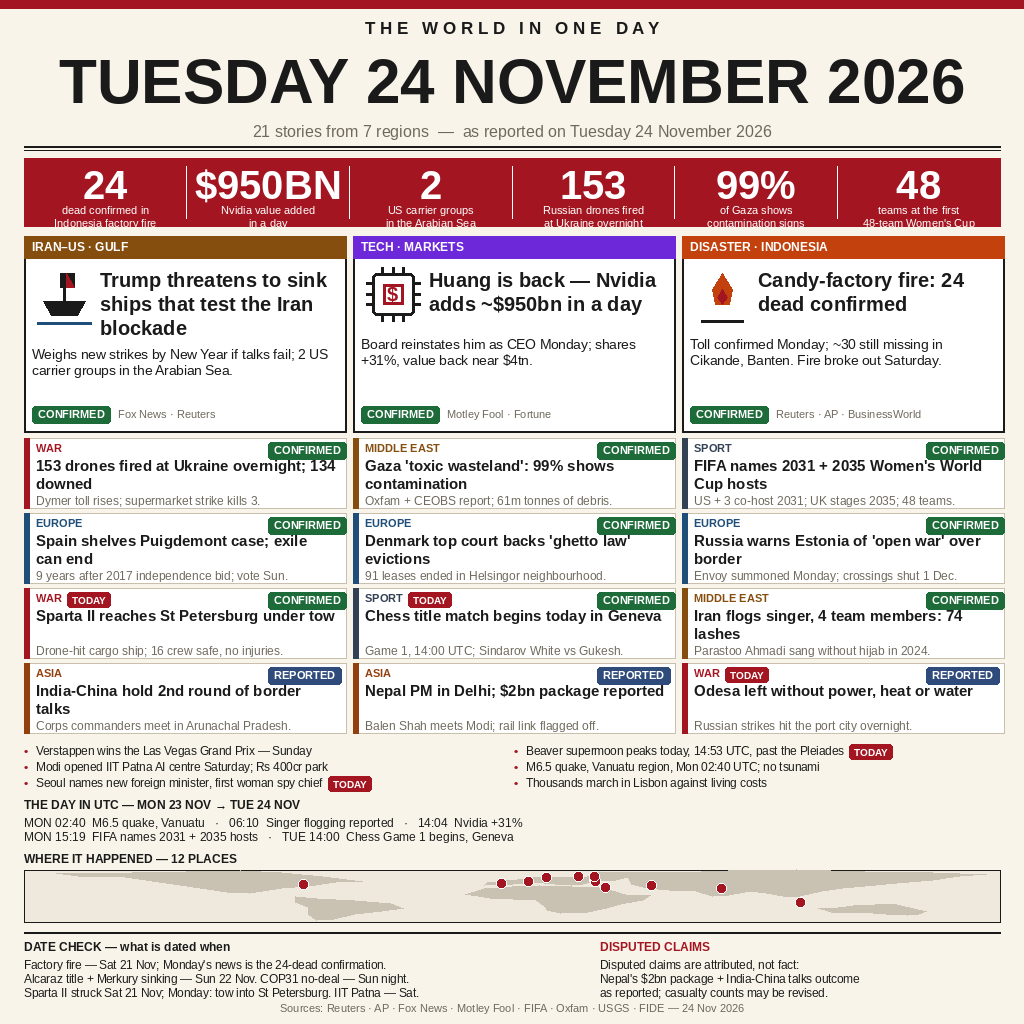 THE WORLD IN ONE DAY
TUESDAY 24 NOVEMBER 2026
21 stories from 7 regions — as reported on Tuesday 24 November 2026
24
dead confirmed in
Indonesia factory fire
$950BN
Nvidia value added
in a day
2
US carrier groups
in the Arabian Sea
153
Russian drones fired
at Ukraine overnight
99%
of Gaza shows
contamination signs
48
teams at the first
48-team Women's Cup
IRAN–US · GULF
Trump threatens to sink
ships that test the Iran
blockade
Weighs new strikes by New Year if talks fail; 2 US
carrier groups in the Arabian Sea.
CONFIRMED Fox News · Reuters
TECH · MARKETS
$
Huang is back — Nvidia
adds ~$950bn in a day
Board reinstates him as CEO Monday; shares
+31%, value back near $4tn.
CONFIRMED Motley Fool · Fortune
DISASTER · INDONESIA
Candy-factory fire: 24
dead confirmed
Toll confirmed Monday; ~30 still missing in
Cikande, Banten. Fire broke out Saturday.
CONFIRMED Reuters · AP · BusinessWorld
WAR CONFIRMED
153 drones fired at Ukraine overnight; 134
downed
Dymer toll rises; supermarket strike kills 3.
MIDDLE EAST CONFIRMED
Gaza 'toxic wasteland': 99% shows
contamination
Oxfam + CEOBS report; 61m tonnes of debris.
SPORT CONFIRMED
FIFA names 2031 + 2035 Women's World
Cup hosts
US + 3 co-host 2031; UK stages 2035; 48 teams.
EUROPE CONFIRMED
Spain shelves Puigdemont case; exile
can end
9 years after 2017 independence bid; vote Sun.
EUROPE CONFIRMED
Denmark top court backs 'ghetto law'
evictions
91 leases ended in Helsingor neighbourhood.
EUROPE CONFIRMED
Russia warns Estonia of 'open war' over
border
Envoy summoned Monday; crossings shut 1 Dec.
WAR TODAY CONFIRMED
Sparta II reaches St Petersburg under tow
Drone-hit cargo ship; 16 crew safe, no injuries.
SPORT TODAY CONFIRMED
Chess title match begins today in Geneva
Game 1, 14:00 UTC; Sindarov White vs Gukesh.
MIDDLE EAST CONFIRMED
Iran flogs singer, 4 team members: 74
lashes
Parastoo Ahmadi sang without hijab in 2024.
ASIA REPORTED
India-China hold 2nd round of border
talks
Corps commanders meet in Arunachal Pradesh.
ASIA REPORTED
Nepal PM in Delhi; $2bn package reported
Balen Shah meets Modi; rail link flagged off.
WAR TODAY REPORTED
Odesa left without power, heat or water
Russian strikes hit the port city overnight.
• Verstappen wins the Las Vegas Grand Prix — Sunday
• Modi opened IIT Patna AI centre Saturday; Rs 400cr park
• Seoul names new foreign minister, first woman spy chief TODAY
• Beaver supermoon peaks today, 14:53 UTC, past the Pleiades TODAY
• M6.5 quake, Vanuatu region, Mon 02:40 UTC; no tsunami
• Thousands march in Lisbon against living costs
THE DAY IN UTC — MON 23 NOV → TUE 24 NOV
MON 02:40 M6.5 quake, Vanuatu · 06:10 Singer flogging reported · 14:04 Nvidia +31%
MON 15:19 FIFA names 2031 + 2035 hosts · TUE 14:00 Chess Game 1 begins, Geneva
WHERE IT HAPPENED — 12 PLACES
DATE CHECK — what is dated when
Factory fire — Sat 21 Nov; Monday's news is the 24-dead confirmation.
Alcaraz title + Merkury sinking — Sun 22 Nov. COP31 no-deal — Sun night.
Sparta II struck Sat 21 Nov; Monday: tow into St Petersburg. IIT Patna — Sat.
DISPUTED CLAIMS
Disputed claims are attributed, not fact:
Nepal's $2bn package + India-China talks outcome
as reported; casualty counts may be revised.
Sources: Reuters · AP · Fox News · Motley Fool · FIFA · Oxfam · USGS · FIDE — 24 Nov 2026